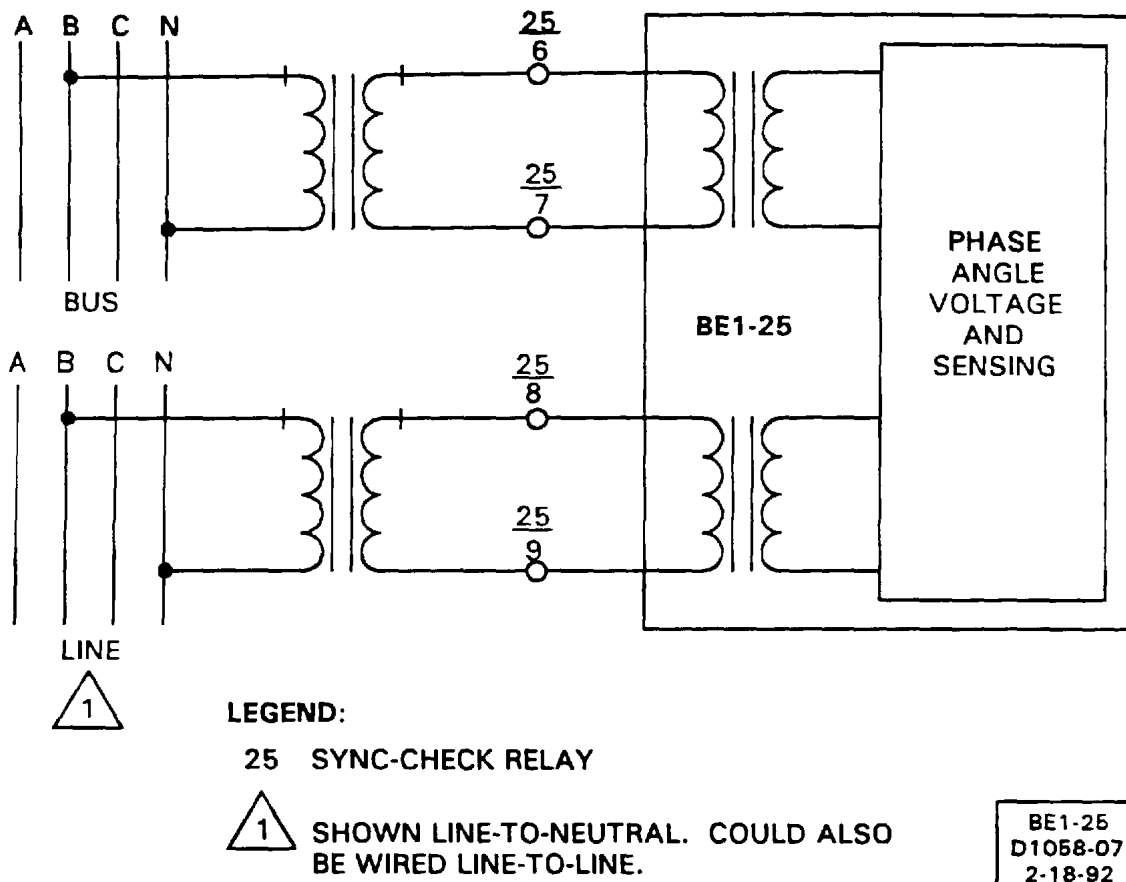 A B C N
25
6
25
7
BUS
BE1-25
PHASE
ANGLE
VOLTAGE
AND
SENSING
A B C N
25
8
25
9
LINE
1
LEGEND:
25 SYNC-CHECK RELAY
1 SHOWN LINE-TO-NEUTRAL. COULD ALSO
BE WIRED LINE-TO-LINE.
BE1-25
D1058-07
2-18-92